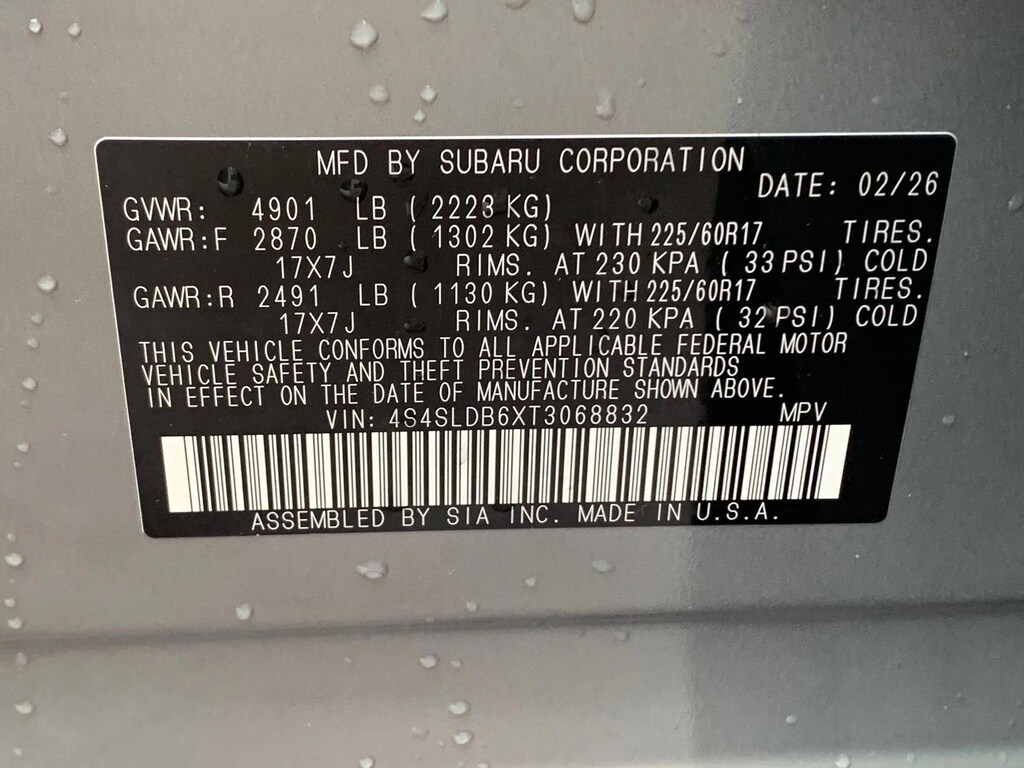 MFD BY SUBARU CORPORATION
DATE: 02/26
GVWR: 4901 LB ( 2223 KG)
GAWR:F 2870 LB ( 1302 KG) WITH 225/60R17 TIRES.
17X7J RIMS. AT 230 KPA ( 33 PSI) COLD
GAWR:R 2491 LB ( 1130 KG) WITH 225/60R17 TIRES.
17X7J RIMS. AT 220 KPA ( 32 PSI) COLD
THIS VEHICLE CONFORMS TO ALL APPLICABLE FEDERAL MOTOR
VEHICLE SAFETY AND THEFT PREVENTION STANDARDS
IN EFFECT ON THE DATE OF MANUFACTURE SHOWN ABOVE.
VIN: 4S4SLDB6XT3068832 MPV
ASSEMBLED BY SIA INC. MADE IN U.S.A.